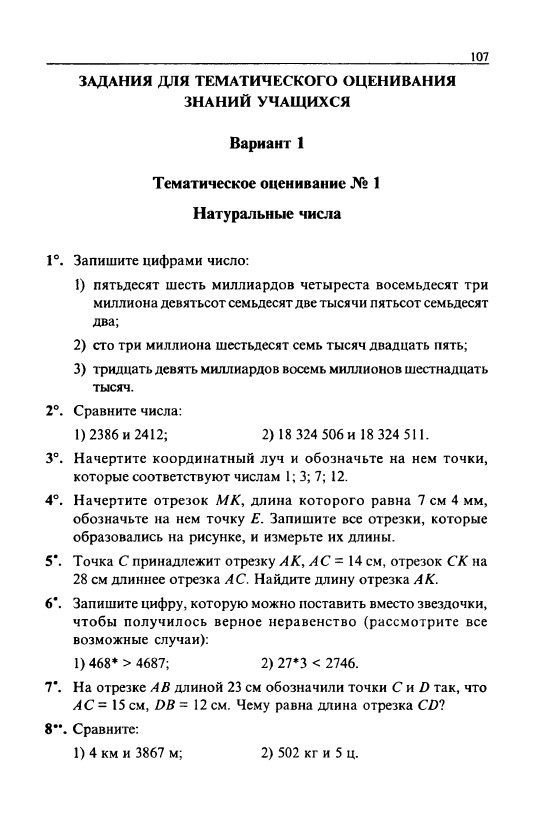 107
ЗАДАНИЯ ДЛЯ ТЕМАТИЧЕСКОГО ОЦЕНИВАНИЯ
ЗНАНИЙ УЧАЩИХСЯ
Вариант 1
Тематическое оценивание № 1
Натуральные числа
1°. Запишите цифрами число:
1) пятьдесят шесть миллиардов четыреста восемьдесят три
миллиона девятьсот семьдесят две тысячи пятьсот семьдесят
два;
2) сто три миллиона шестьдесят семь тысяч двадцать пять;
3) тридцать девять миллиардов восемь миллионов шестнадцать
тысяч.
2°. Сравните числа:
1) 2386 и 2412; 2) 18 324 506 и 18 324 511.
3°. Начертите координатный луч и обозначьте на нем точки,
которые соответствуют числам 1; 3; 7; 12.
4°. Начертите отрезок MK, длина которого равна 7 см 4 мм,
обозначьте на нем точку E. Запишите все отрезки, которые
образовались на рисунке, и измерьте их длины.
5•. Точка C принадлежит отрезку AK, AC = 14 см, отрезок CK на
28 см длиннее отрезка AC. Найдите длину отрезка AK.
6•. Запишите цифру, которую можно поставить вместо звездочки,
чтобы получилось верное неравенство (рассмотрите все
возможные случаи):
1) 468* > 4687; 2) 27*3 < 2746.
7•. На отрезке AB длиной 23 см обозначили точки C и D так, что
AC = 15 см, DB = 12 см. Чему равна длина отрезка CD?
8••. Сравните:
1) 4 км и 3867 м; 2) 502 кг и 5 ц.